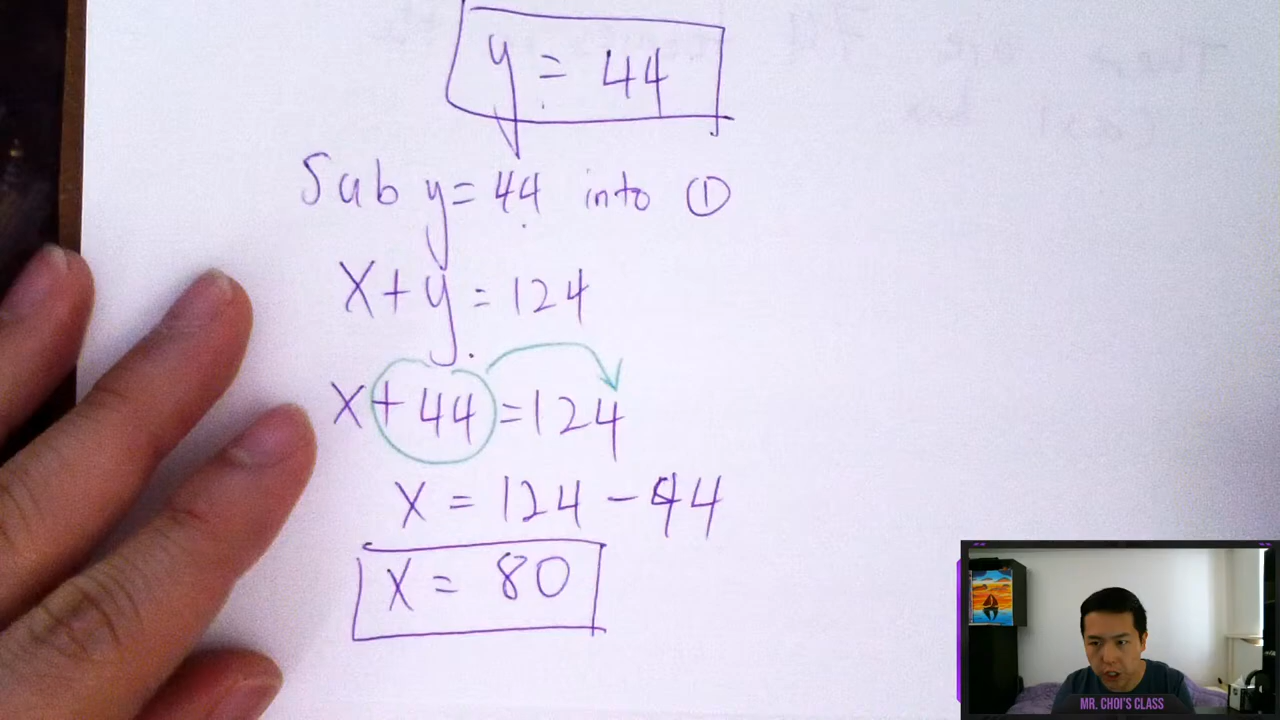 y = 44
Sub y = 44 into ①
x + y = 124
x + 44 = 124
x = 124 - 44
x = 80
MR. CHOI'S CLASS